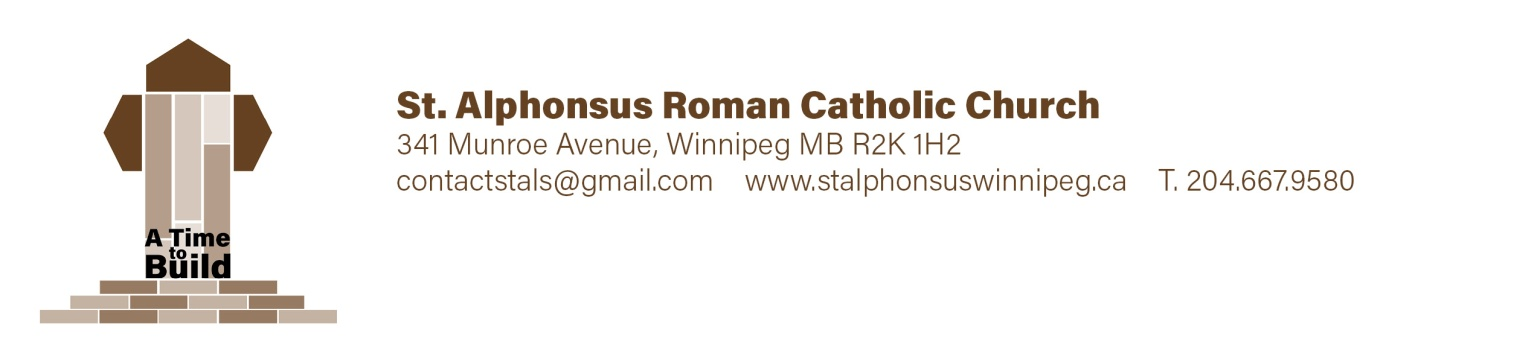 A Time
to
Build
St. Alphonsus Roman Catholic Church
341 Munroe Avenue, Winnipeg MB R2K 1H2
contactstals@gmail.com www.stalphonsuswinnipeg.ca T. 204.667.9580